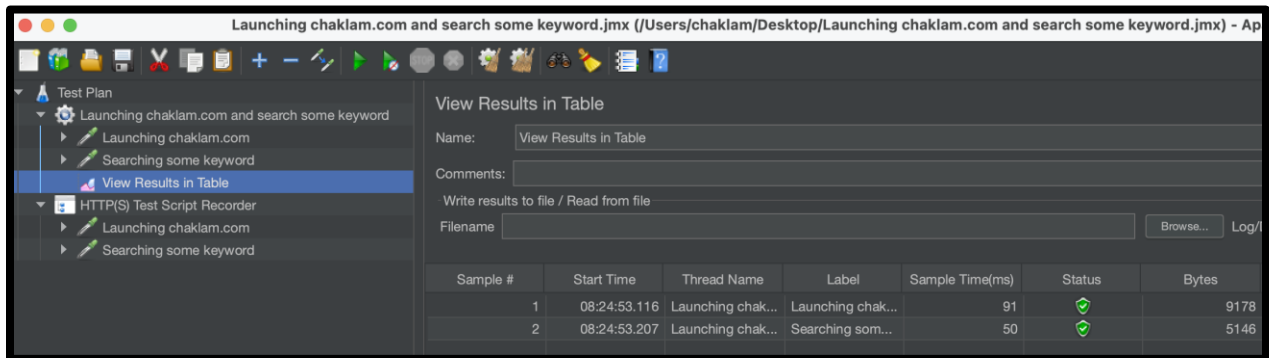 Launching chaklam.com and search some keyword.jmx (/Users/chaklam/Desktop/Launching chaklam.com and search some keyword.jmx) - Ap
STOP
Test Plan
Launching chaklam.com and search some keyword
Launching chaklam.com
Searching some keyword
View Results in Table
HTTP(S) Test Script Recorder
Launching chaklam.com
Searching some keyword
View Results in Table
Name: View Results in Table
Comments:
Write results to file / Read from file
Filename Browse... Log/
Sample # Start Time Thread Name Label Sample Time(ms) Status Bytes
1 08:24:53.116 Launching chak... Launching chak... 91 9178
2 08:24:53.207 Launching chak... Searching som... 50 5146